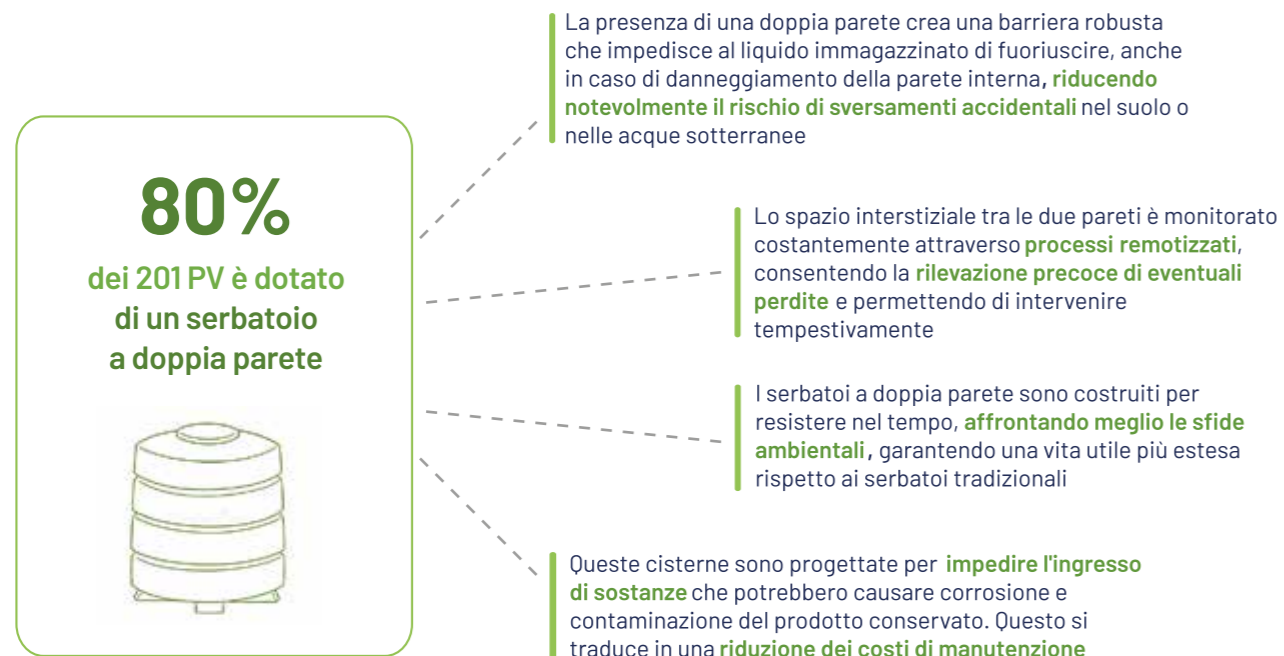 La presenza di una doppia parete crea una barriera robusta
che impedisce al liquido immagazzinato di fuoriuscire, anche
in caso di danneggiamento della parete interna, riducendo
notevolmente il rischio di sversamenti accidentali nel suolo o
nelle acque sotterranee
80%
dei 201 PV è dotato
di un serbatoio
a doppia parete
Lo spazio interstiziale tra le due pareti è monitorato
costantemente attraverso processi remotizzati,
consentendo la rilevazione precoce di eventuali
perdite e permettendo di intervenire
tempestivamente
I serbatoi a doppia parete sono costruiti per
resistere nel tempo, affrontando meglio le sfide
ambientali, garantendo una vita utile più estesa
rispetto ai serbatoi tradizionali
Queste cisterne sono progettate per impedire l'ingresso
di sostanze che potrebbero causare corrosione e
contaminazione del prodotto conservato. Questo si
traduce in una riduzione dei costi di manutenzione